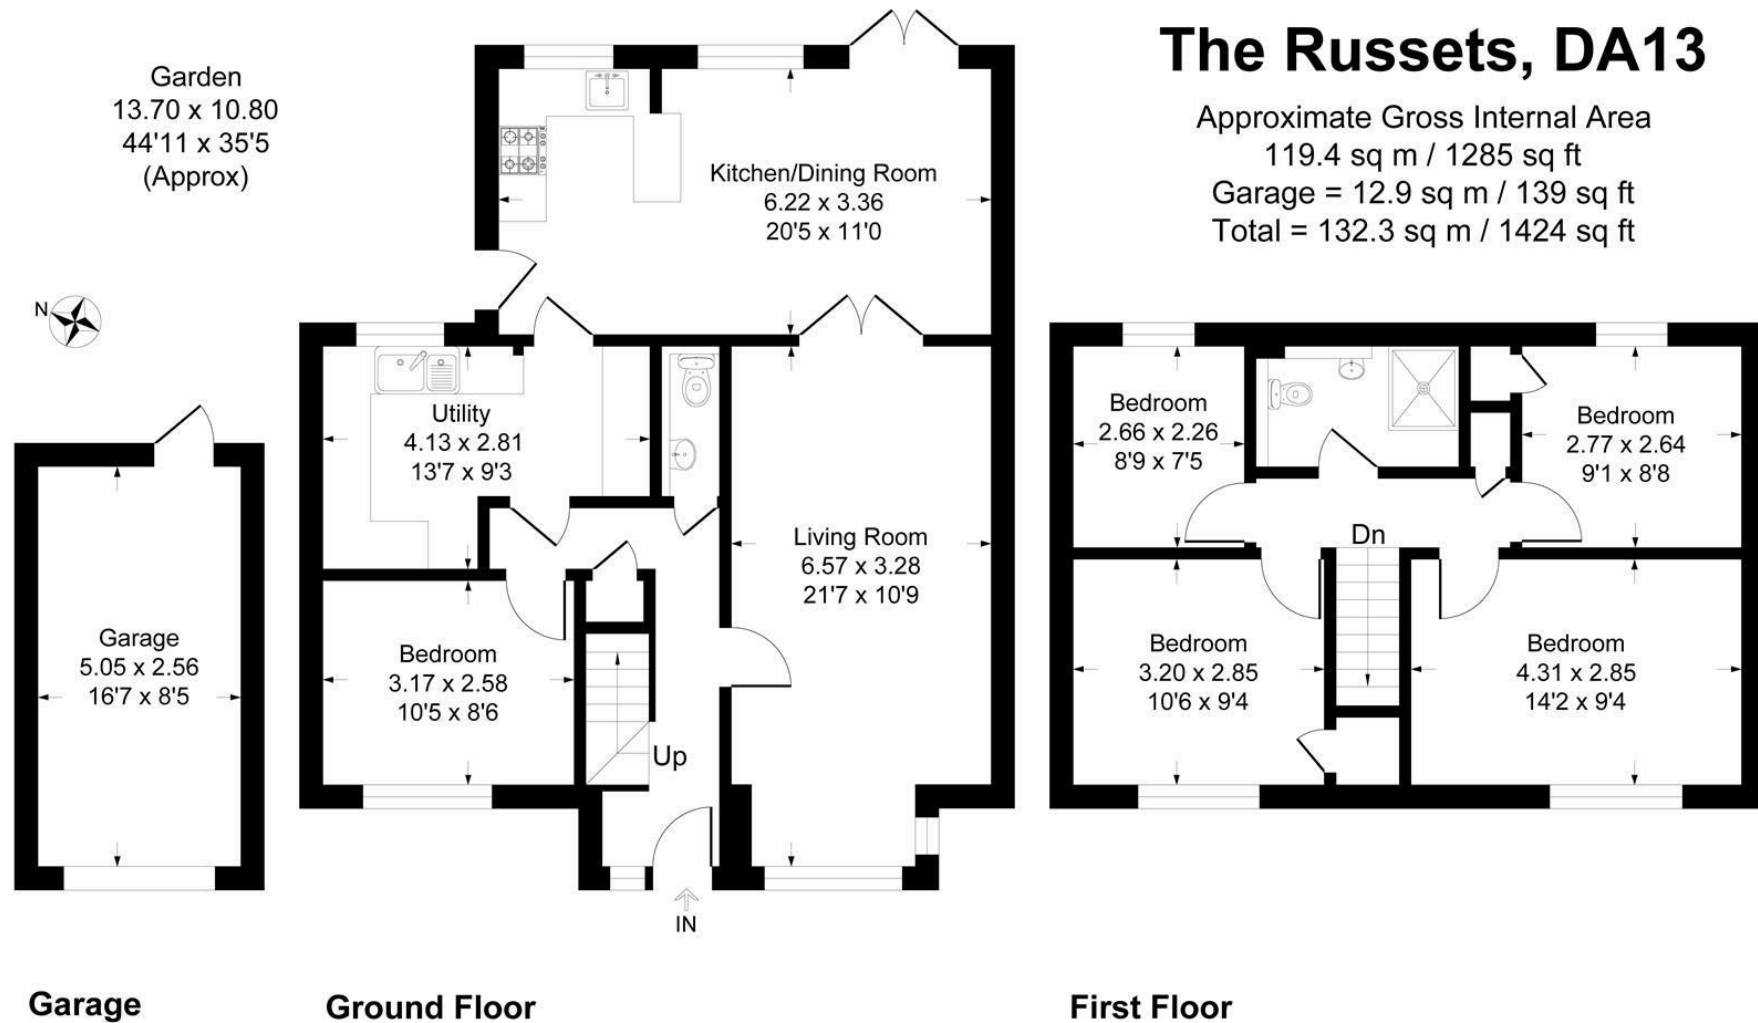 The Russets, DA13
Approximate Gross Internal Area
119.4 sq m / 1285 sq ft
Garage = 12.9 sq m / 139 sq ft
Total = 132.3 sq m / 1424 sq ft
Garden
13.70 x 10.80
44'11 x 35'5
(Approx)
N
Kitchen/Dining Room
6.22 x 3.36
20'5 x 11'0
Utility
4.13 x 2.81
13'7 x 9'3
Living Room
6.57 x 3.28
21'7 x 10'9
Bedroom
3.17 x 2.58
10'5 x 8'6
Up
IN
Garage
5.05 x 2.56
16'7 x 8'5
Bedroom
2.66 x 2.26
8'9 x 7'5
Bedroom
2.77 x 2.64
9'1 x 8'8
Dn
Bedroom
3.20 x 2.85
10'6 x 9'4
Bedroom
4.31 x 2.85
14'2 x 9'4
Garage
Ground Floor
First Floor